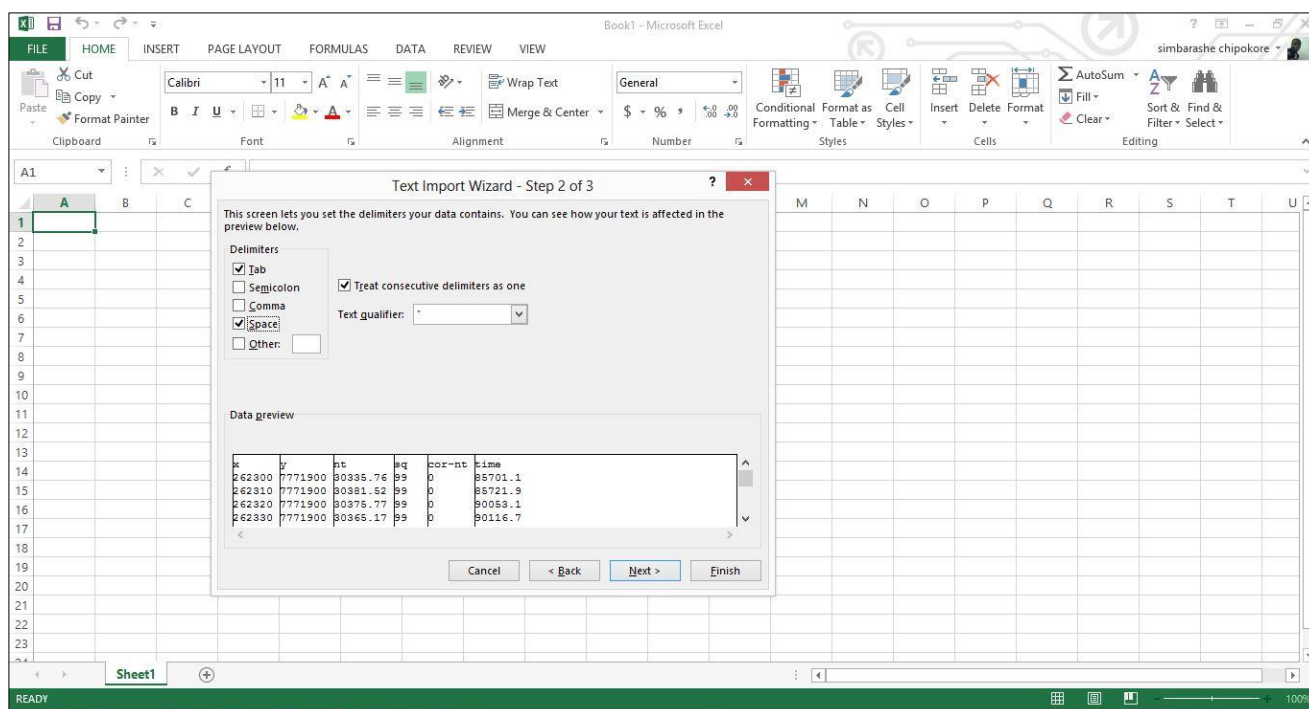 Book1 - Microsoft Excel
FILE HOME INSERT PAGE LAYOUT FORMULAS DATA REVIEW VIEW simbarashe chipokore
Paste
Cut
Copy
Format Painter
Clipboard
Calibri 11
B I U
Font
Wrap Text
Merge & Center
Alignment
General
$ % ,
Number
Conditional Formatting
Format as Table
Cell Styles
Styles
Insert Delete Format
Cells
AutoSum
Fill
Clear
Sort & Filter
Find & Select
Editing
A1
A B C M N O P Q R S T U
1
2
3
4
5
6
7
8
9
10
11
12
13
14
15
16
17
18
19
20
21
22
23
Text Import Wizard - Step 2 of 3 ?
This screen lets you set the delimiters your data contains. You can see how your text is affected in the
preview below.
Delimiters
Tab
Semicolon
Comma
Space
Other:
Treat consecutive delimiters as one
Text qualifier: "
Data preview
x y nt sq cor-nt time
262300 7771900 30335.76 99 0 85701.1
262310 7771900 30381.52 99 0 85721.9
262320 7771900 30375.77 99 0 90053.1
262330 7771900 30365.17 99 0 90116.7
Cancel < Back Next > Finish
Sheet1
READY 100%